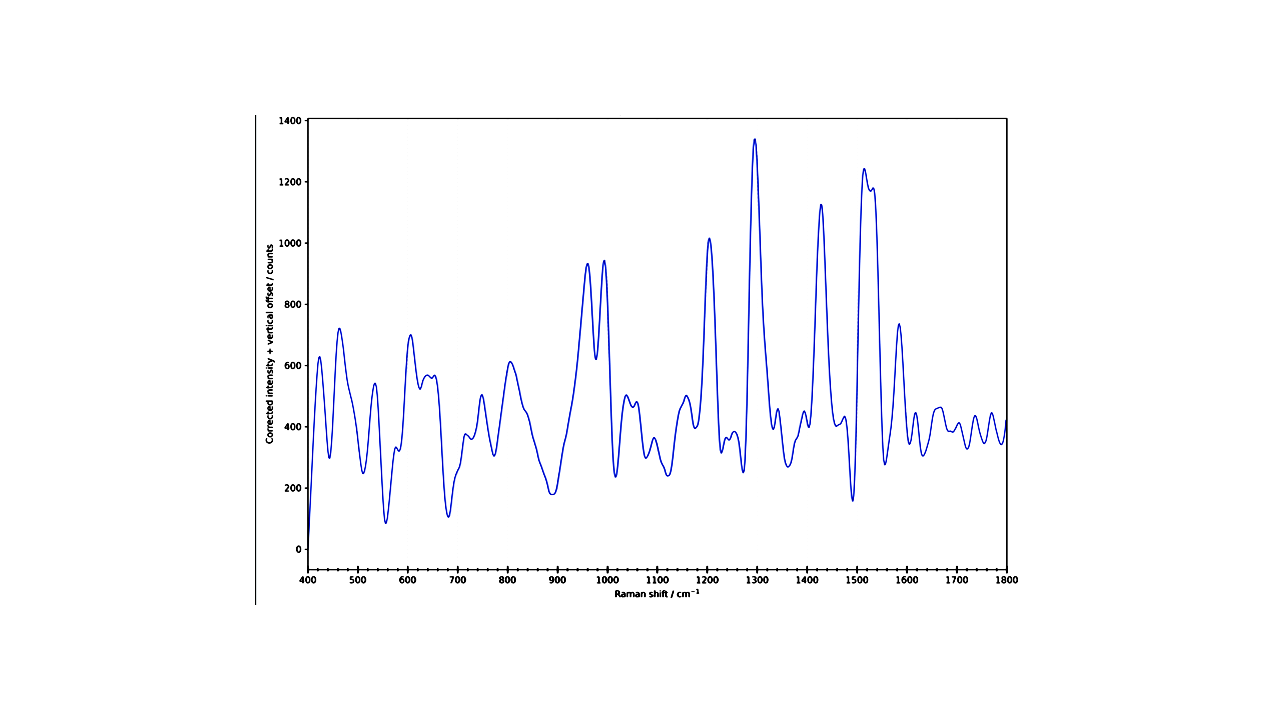 1400
1200
1000
800
600
400
200
0
Corrected intensity + vertical offset / counts
400 500 600 700 800 900 1000 1100 1200 1300 1400 1500 1600 1700 1800
Raman shift / cm⁻¹